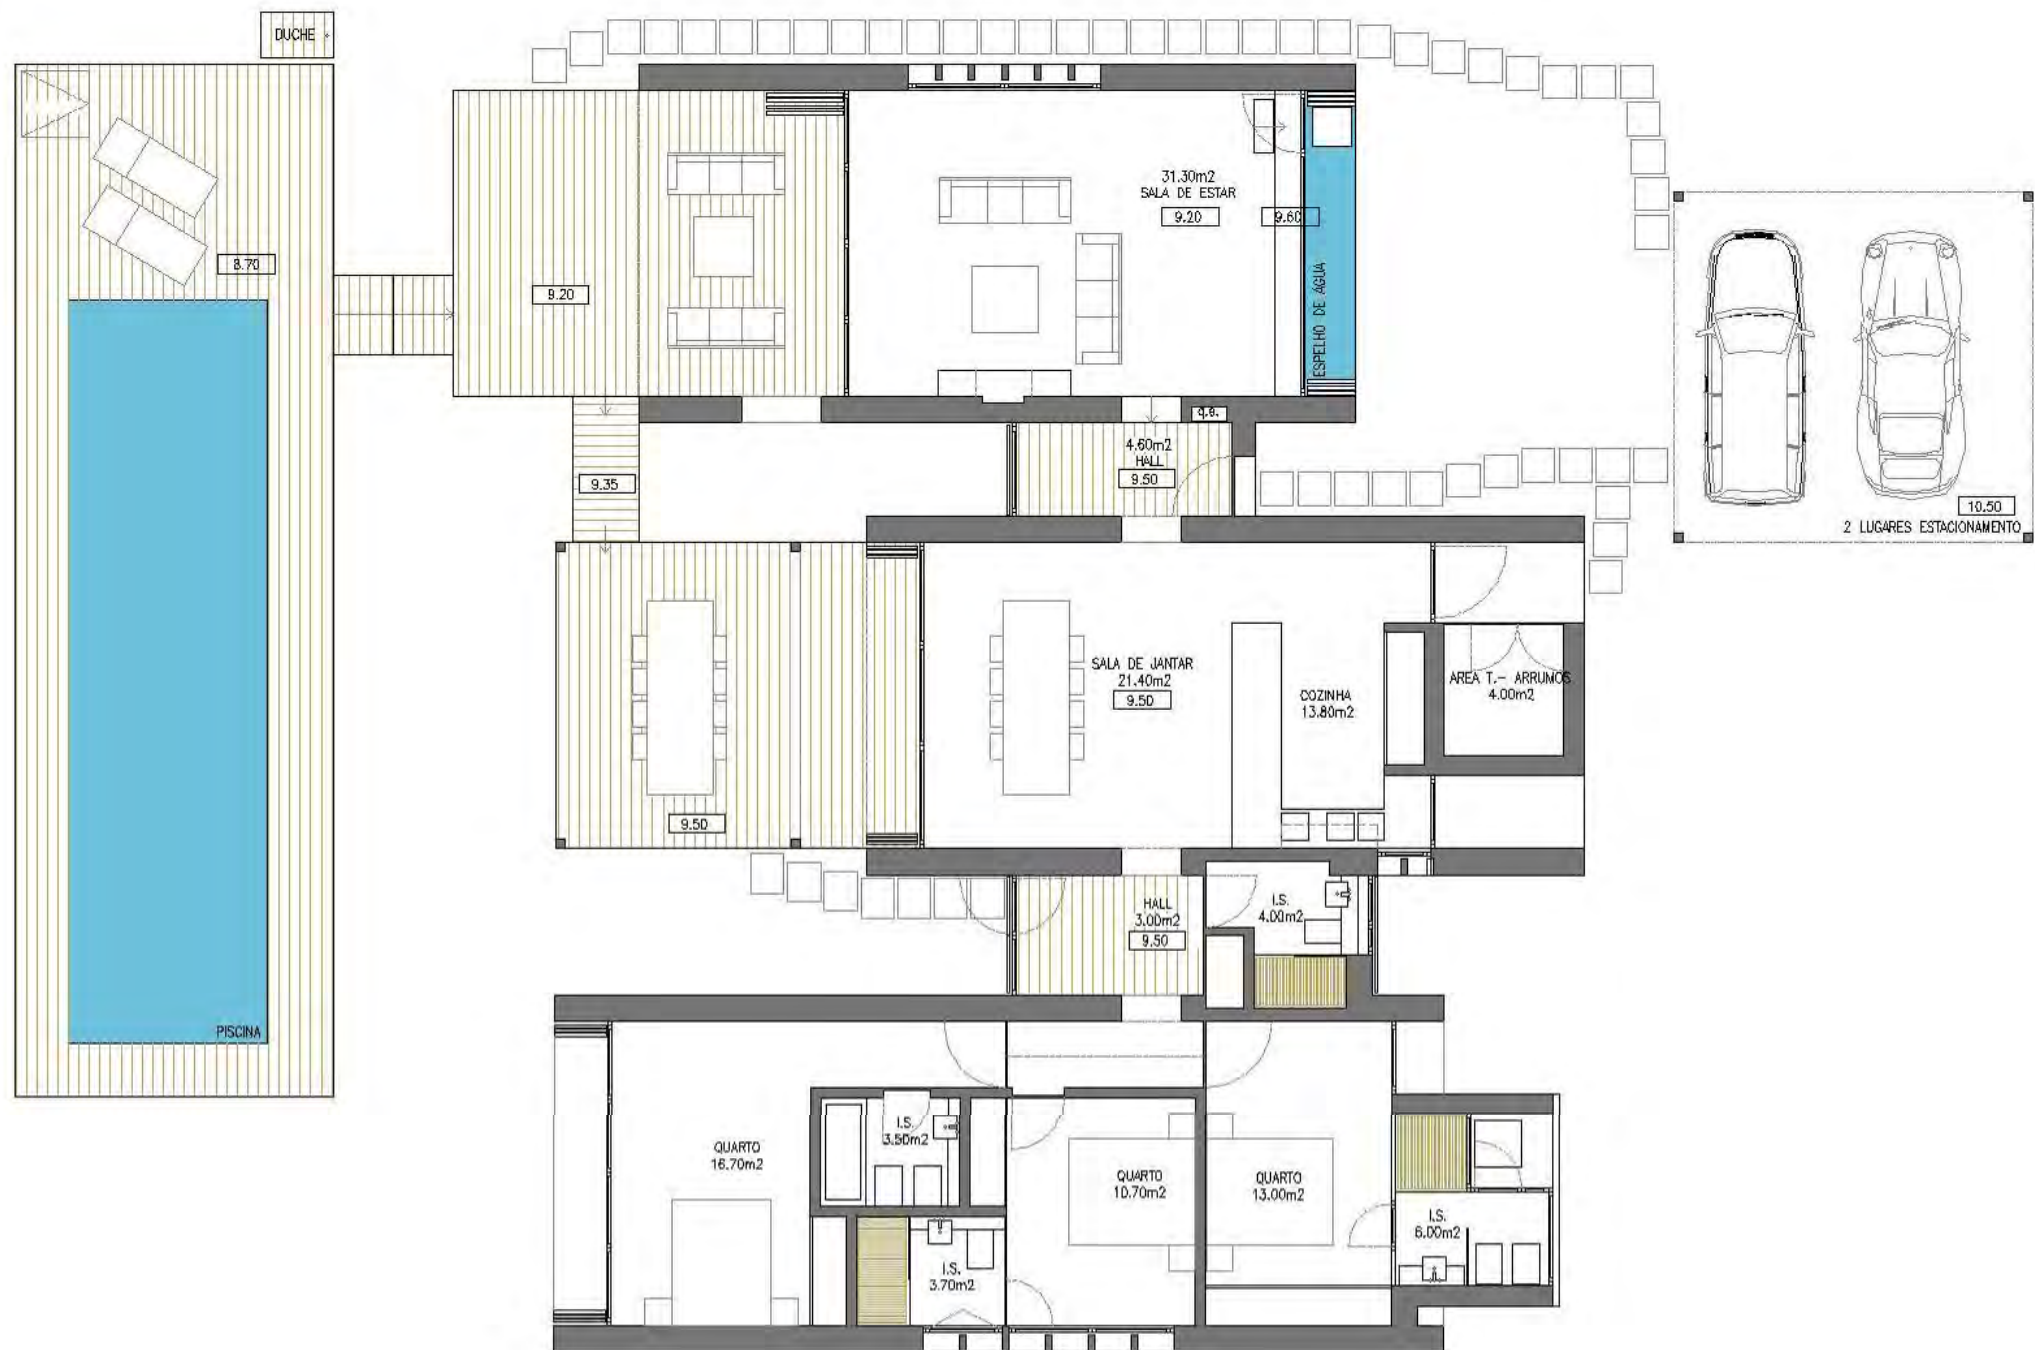 DUCHE
8.70
PISCINA
9.20
31.30m2
SALA DE ESTAR
9.20
9.60
ESPELHO DE ÁGUA
q.e.
4.60m2
HALL
9.50
9.35
10.50
2 LUGARES ESTACIONAMENTO
SALA DE JANTAR
21.40m2
9.50
COZINHA
13.80m2
AREA T.- ARRUMOS
4.00m2
9.50
HALL
3.00m2
9.50
I.S.
4.00m2
QUARTO
16.70m2
I.S.
3.50m2
I.S.
3.70m2
QUARTO
10.70m2
QUARTO
13.00m2
I.S.
6.00m2